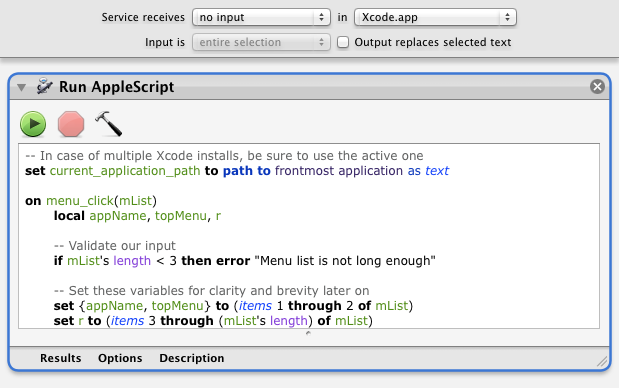 Service receives no input in Xcode.app
Input is entire selection Output replaces selected text
Run AppleScript
-- In case of multiple Xcode installs, be sure to use the active one
set current_application_path to path to frontmost application as text
on menu_click(mList)
local appName, topMenu, r
-- Validate our input
if mList's length < 3 then error "Menu list is not long enough"
-- Set these variables for clarity and brevity later on
set {appName, topMenu} to (items 1 through 2 of mList)
set r to (items 3 through (mList's length) of mList)
Results Options Description